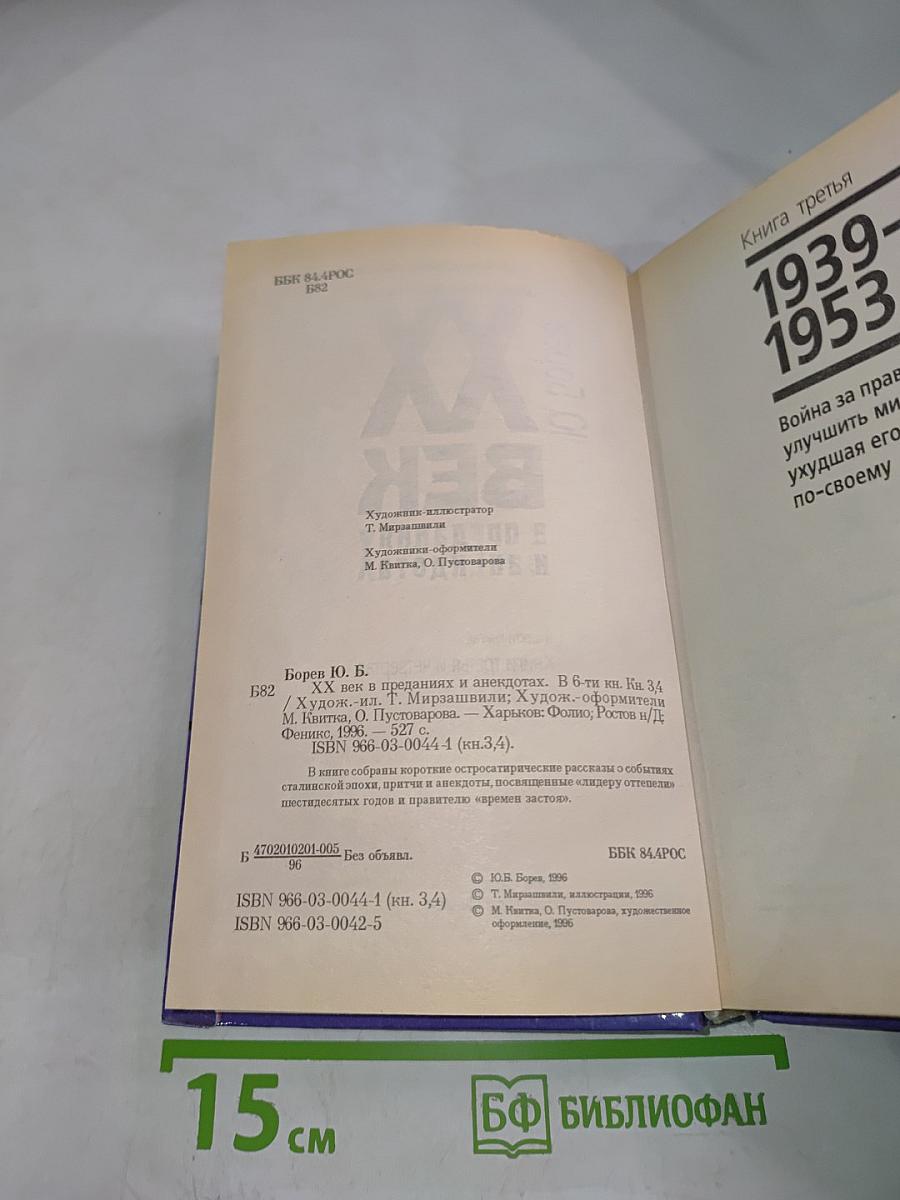 ББК 84.4РОС
Б82
Художник-иллюстратор
Т. Мирзашвили
Художники-оформители
М. Квитка, О. Пустоварова
Борев Ю. Б.
Б82 XX век в преданиях и анекдотах. В 6-ти кн. Кн. 3,4
/ Худож.-ил. Т. Мирзашвили; Худож.-оформители
М. Квитка, О. Пустоварова. — Харьков: Фолио; Ростов н/Д:
Феникс, 1996. — 527 с.
ISBN 966-03-0044-1 (кн.3,4).
В книге собраны короткие остросатирические рассказы о событиях
сталинской эпохи, притчи и анекдоты, посвященные «лидеру оттепели»
шестидесятых годов и правителю «времен застоя».
Б 4702010201-005
96
Без объявл.
ББК 84.4РОС
ISBN 966-03-0044-1 (кн. 3,4)
ISBN 966-03-0042-5
© Ю.Б. Борев, 1996
© Т. Мирзашвили, иллюстрации, 1996
© М. Квитка, О. Пустоварова, художественное
оформление, 1996
Книга третья
1939–
1953
Война за прав
улучшить ми
ухудшая его
по-своему
15 см
БФ БИБЛИОФАН